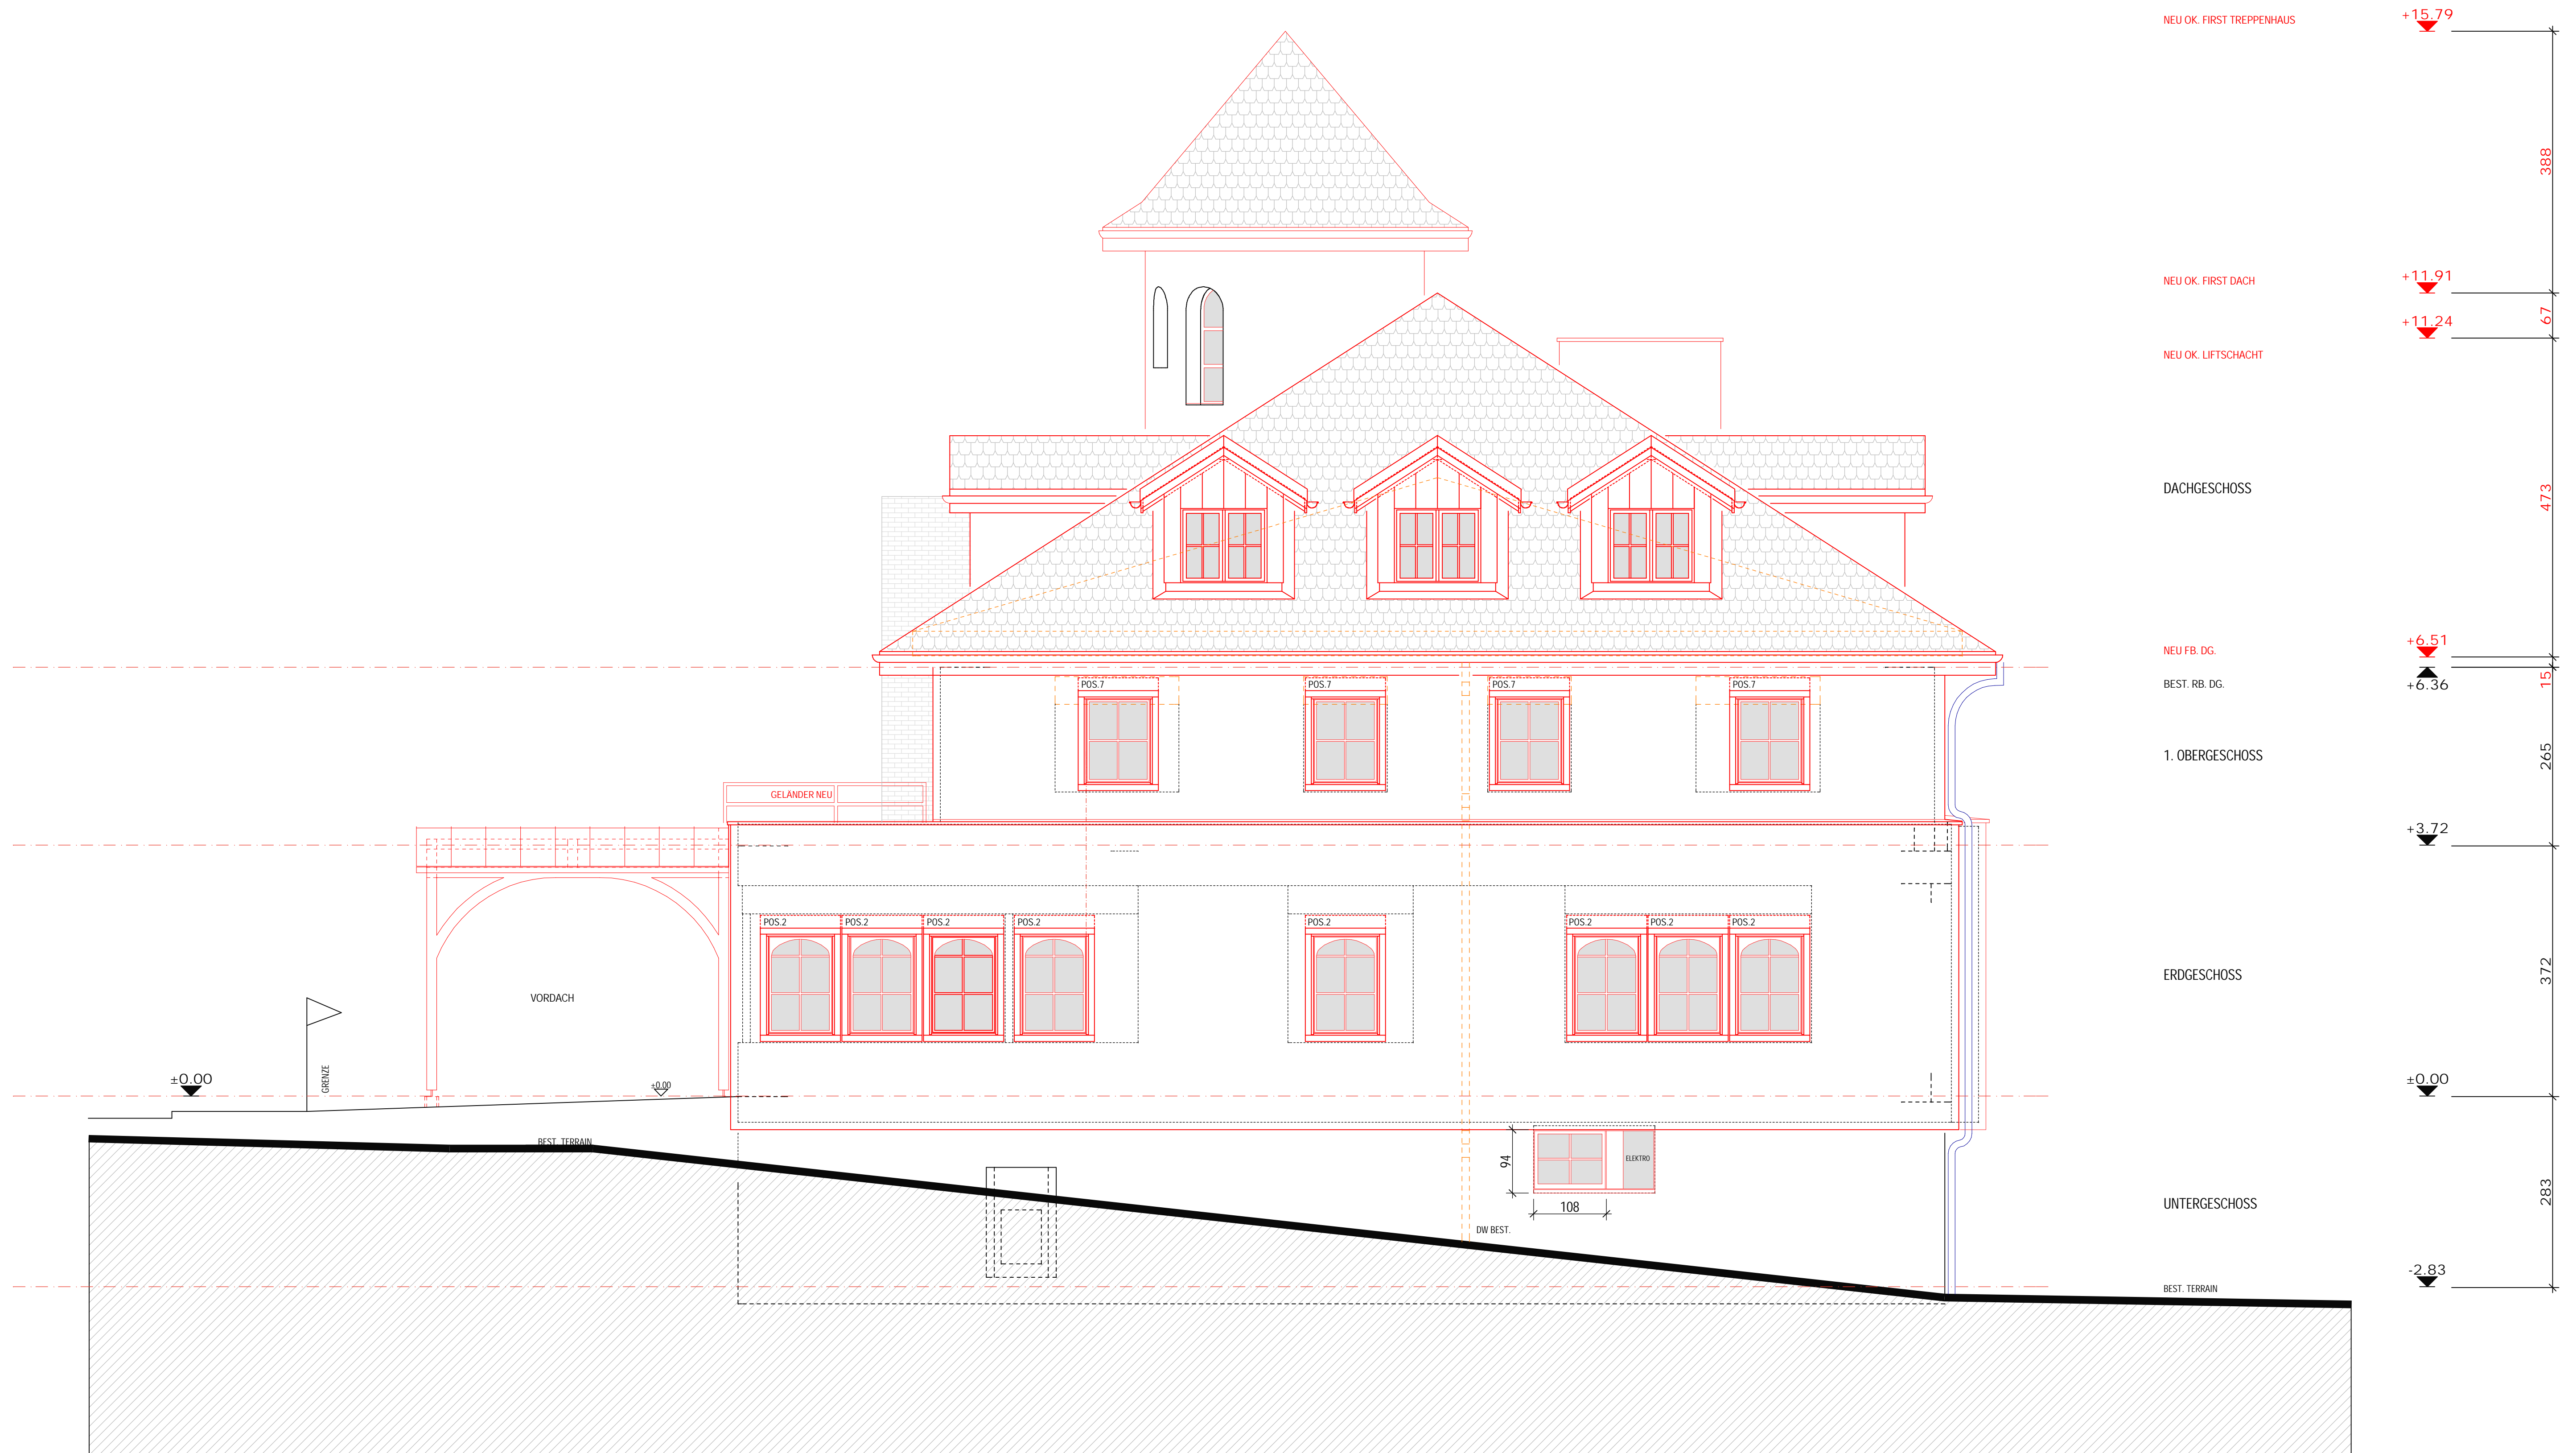 NEU OK. FIRST TREPPENHAUS +15.79
388
NEU OK. FIRST DACH +11.91
67
+11.24
NEU OK. LIFTSCHACHT
DACHGESCHOSS
473
NEU FB. DG. +6.51
15
BEST. RB. DG. +6.36
POS.7 POS.7 POS.7 POS.7
1. OBERGESCHOSS
265
GELÄNDER NEU
+3.72
POS.2 POS.2 POS.2 POS.2 POS.2 POS.2 POS.2 POS.2
ERDGESCHOSS
372
VORDACH
GRENZE
±0.00
±0.00
±0.00
BEST. TERRAIN
94
ELEKTRO
108
DW BEST.
UNTERGESCHOSS
283
-2.83
BEST. TERRAIN